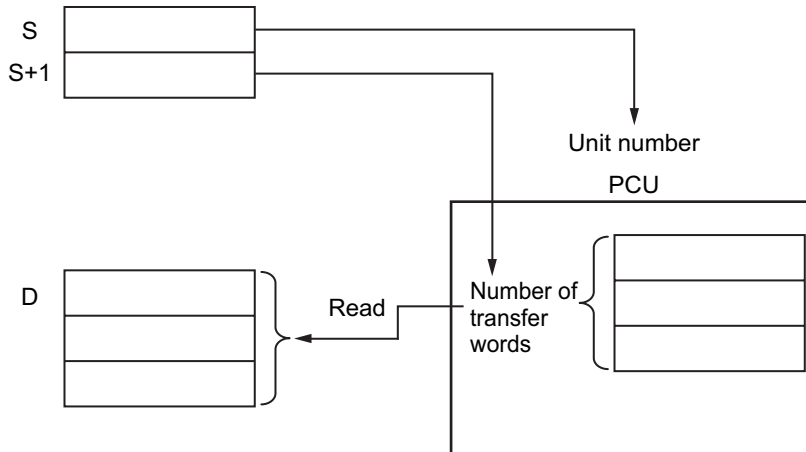 S
S+1
Unit number
PCU
D
Read
Number of
transfer
words